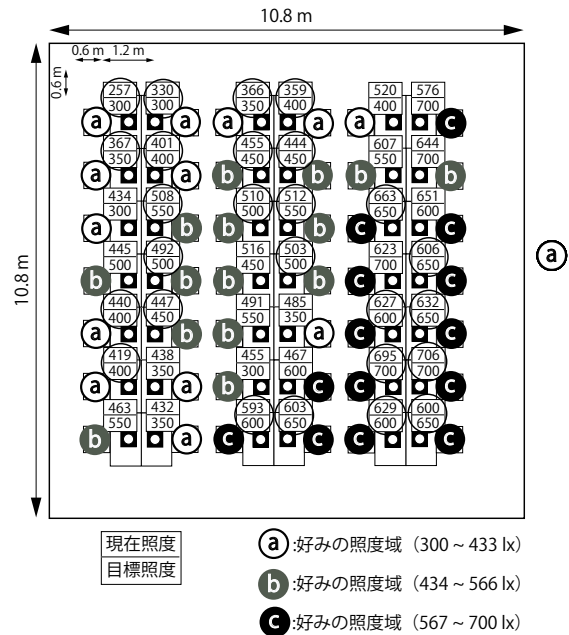 10.8 m
0.6 m 1.2 m
0.6 m
10.8 m
257 330 366 359 520 576
300 300 350 400 400 700
a a a a a c
367 401 455 444 607 644
350 400 450 450 550 700
a a b b b b
434 508 510 512 663 651
300 550 500 550 650 600
a b b b c c
445 492 516 503 623 606
500 500 450 500 700 650
b b b b c c
a
440 447 491 485 627 632
400 450 550 350 600 650
a b b a c c
419 438 455 467 695 706
400 350 300 600 700 700
a a b c c c
463 432 593 603 629 600
550 350 600 550 600 650
b a c c c c
現在照度
目標照度
a :好みの照度域（300 ~ 433 lx）
b :好みの照度域（434 ~ 566 lx）
c :好みの照度域（567 ~ 700 lx）